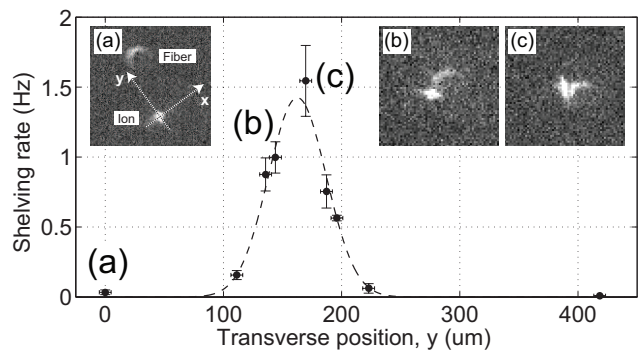 2
1.5
1
0.5
0
Shelving rate (Hz)
(a)
Fiber
y
x
Ion
(b)
(c)
(c)
(b)
(a)
0
100
200
300
400
Transverse position, y (um)